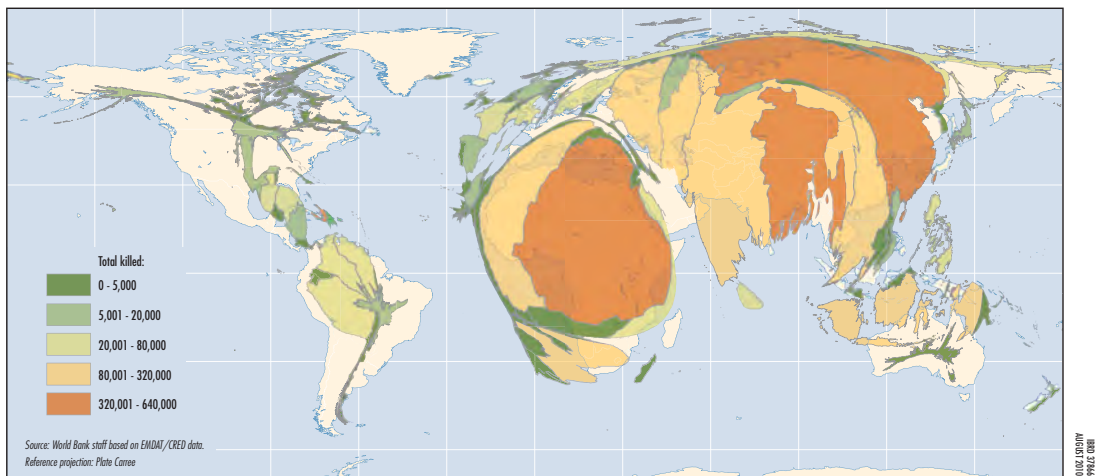 Total killed:
0 - 5,000
5,001 - 20,000
20,001 - 80,000
80,001 - 320,000
320,001 - 640,000
Source: World Bank staff based on EMDAT/CRED data.
Reference projection: Plate Carree
IBRD 37866
AUGUST 2010